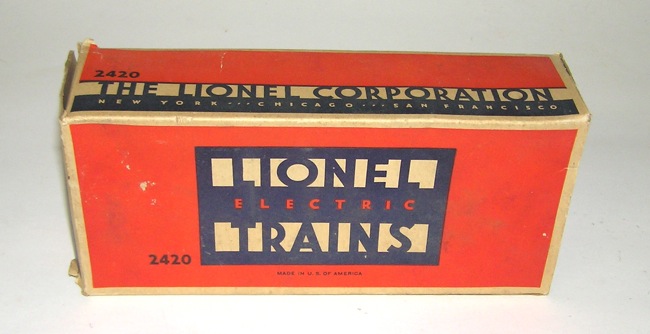 2420
THE LIONEL CORPORATION
NEW YORK ··· CHICAGO ··· SAN FRANCISCO
LIONEL
ELECTRIC
TRAINS
2420
MADE IN U.S. OF AMERICA